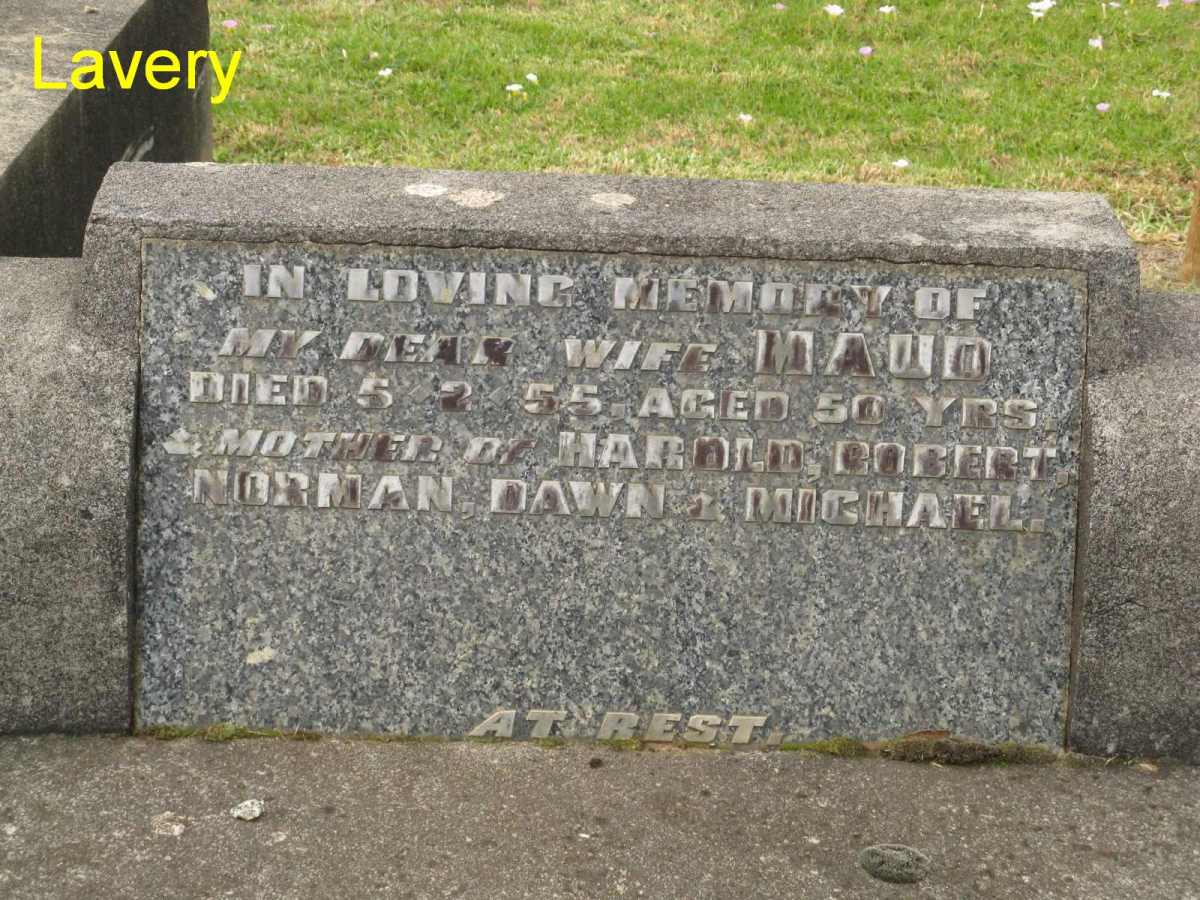 Lavery
IN LOVING MEMORY OF
MY DEAR WIFE MAUD
DIED 5-2-55, AGED 50 YRS,
& MOTHER OF HAROLD, ROBERT,
NORMAN, DAWN & MICHAEL.
AT REST.